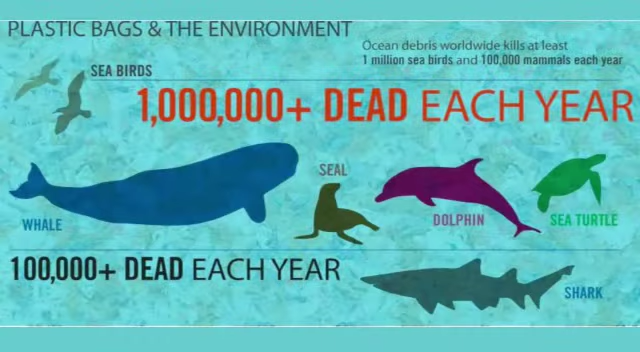 PLASTIC BAGS & THE ENVIRONMENT
Ocean debris worldwide kills at least
1 million sea birds and 100,000 mammals each year
SEA BIRDS
1,000,000+ DEAD EACH YEAR
SEAL
WHALE
DOLPHIN
SEA TURTLE
100,000+ DEAD EACH YEAR
SHARK